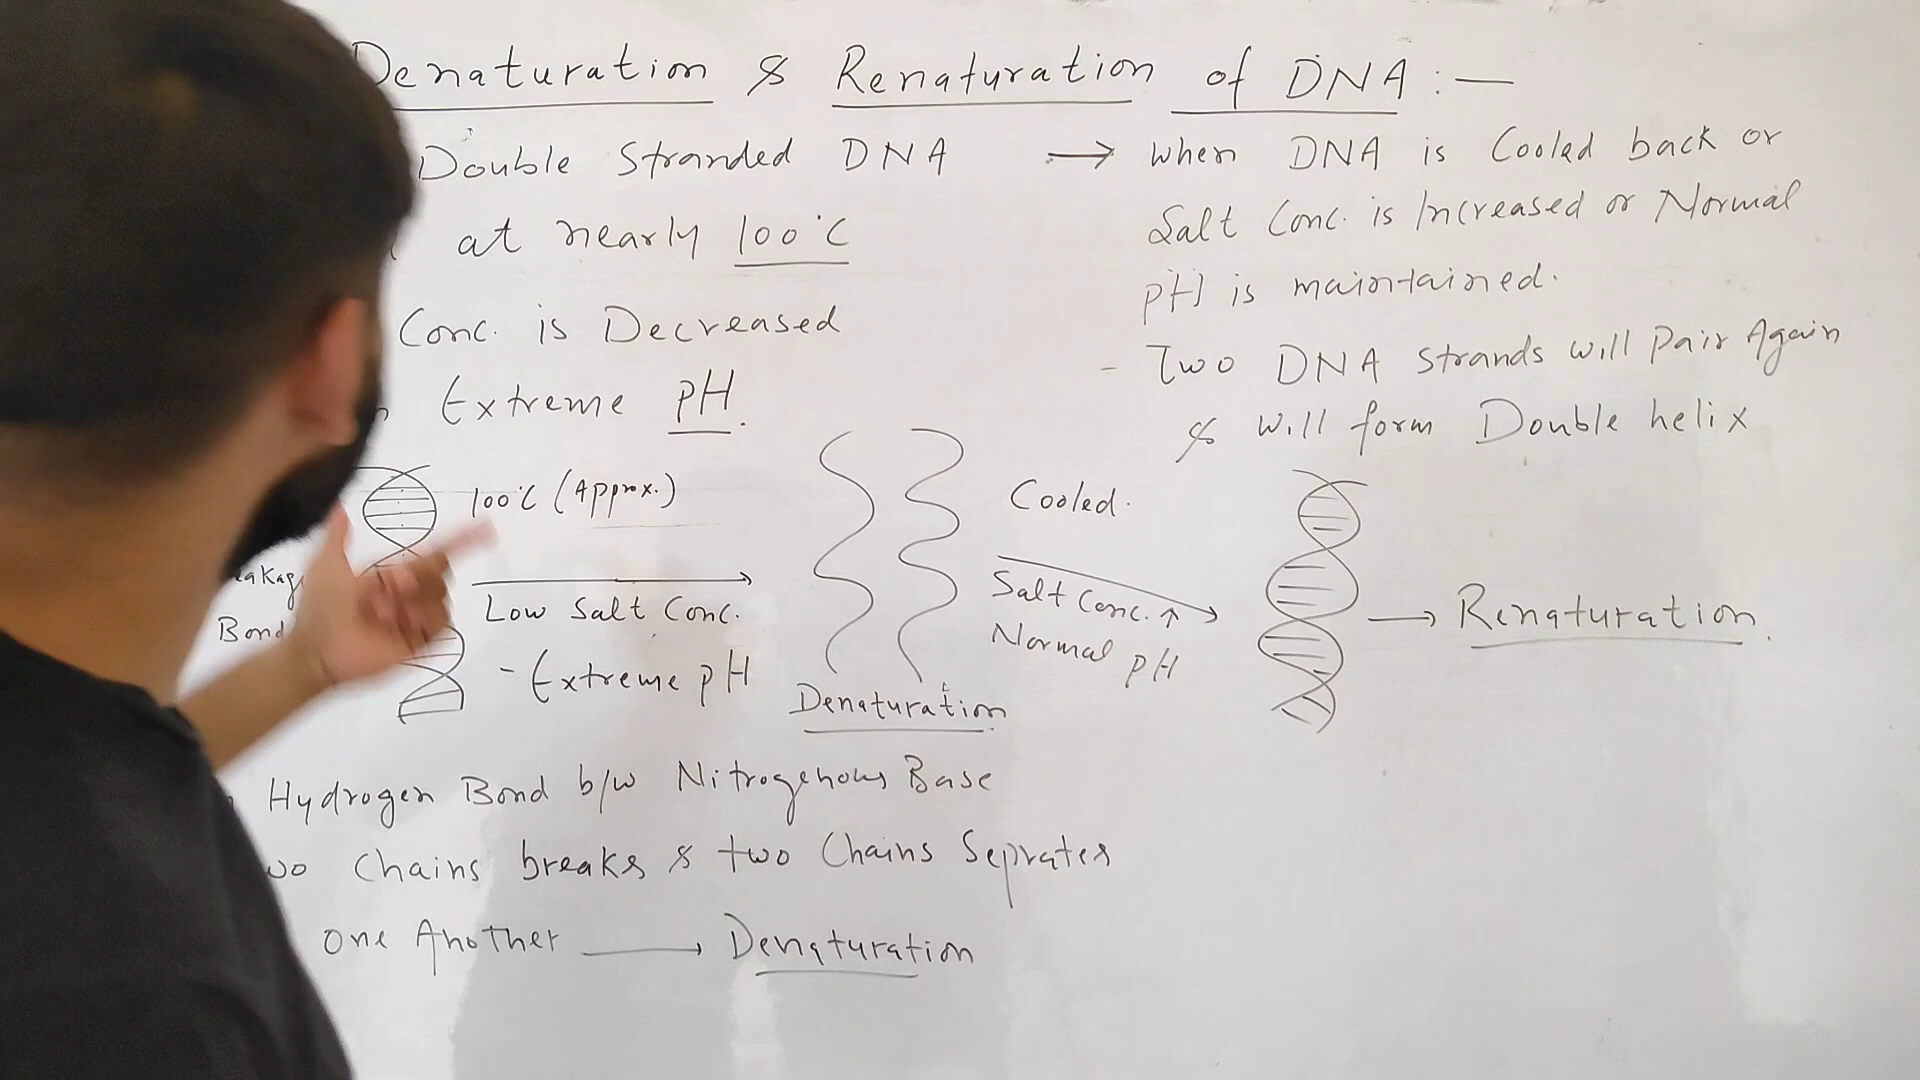 Denaturation & Renaturation of DNA :—
Double Stranded DNA
at nearly 100°C
Conc. is Decreased
Extreme pH.
→ When DNA is Cooled back or
Salt Conc. is Increased or Normal
pH is maintained.
- Two DNA Strands will Pair Again
& will form Double helix
100°C (Approx.)
Low Salt Conc.
- Extreme pH
Bond
Denaturation
Cooled.
Salt Conc. ↑
Normal pH
→ Renaturation.
Hydrogen Bond b/w Nitrogenous Base
Chains breaks & two Chains Seprates
One Another → Denaturation